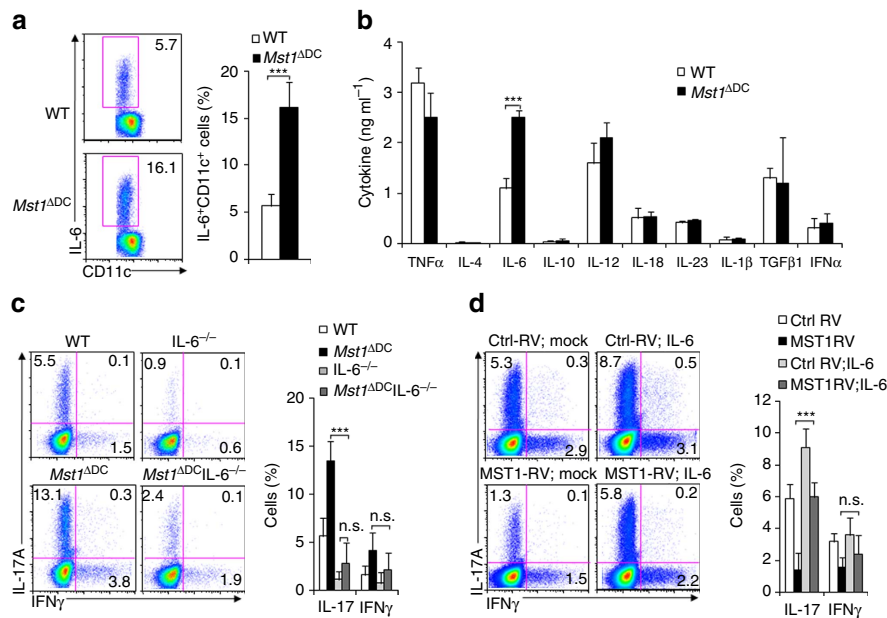 a
WT
5.7
Mst1ΔDC
16.1
IL-6
CD11c
WT
Mst1ΔDC
IL-6+CD11c+ cells (%)
20
15
10
5
0
***
b
Cytokine (ng ml−1)
4
3
2
1
0
WT
Mst1ΔDC
***
TNFα IL-4 IL-6 IL-10 IL-12 IL-18 IL-23 IL-1β TGFβ1 IFNα
c
WT IL-6−/−
5.5 0.1 0.9 0.1
1.5 0.6
Mst1ΔDC Mst1ΔDCIL-6−/−
13.1 0.3 2.4 0.1
3.8 1.9
IL-17A
IFNγ
WT
Mst1ΔDC
IL-6−/−
Mst1ΔDCIL-6−/−
Cells (%)
20
15
10
5
0
***
n.s.
n.s.
IL-17 IFNγ
d
Ctrl-RV; mock Ctrl-RV; IL-6
5.3 0.3 8.7 0.5
2.9 3.1
MST1-RV; mock MST1-RV; IL-6
1.3 0.1 5.8 0.2
1.5 2.2
IL-17A
IFNγ
Ctrl RV
MST1RV
Ctrl RV;IL-6
MST1RV;IL-6
Cells (%)
12
10
8
6
4
2
0
***
n.s.
IL-17 IFNγ